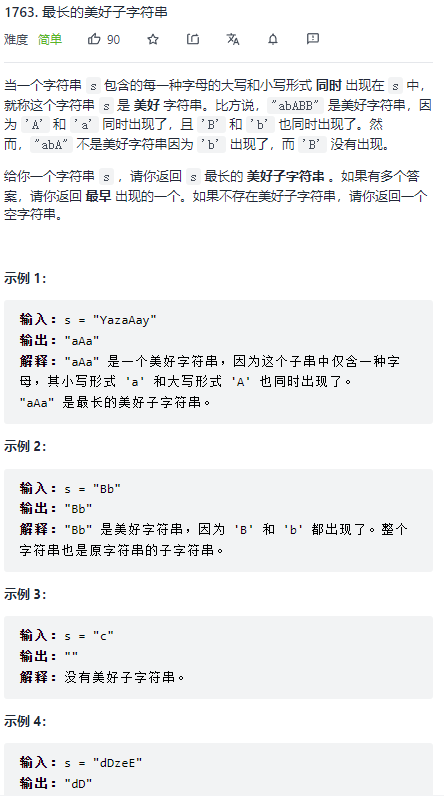 1763. 最长的美好子字符串
难度 简单 90
当一个字符串 s 包含的每一种字母的大写和小写形式 同时 出现在 s 中，
就称这个字符串 s 是 美好 字符串。比方说，"abABB" 是美好字符串，因
为 'A' 和 'a' 同时出现了，且 'B' 和 'b' 也同时出现了。然
而，"abA" 不是美好字符串因为 'b' 出现了，而 'B' 没有出现。
给你一个字符串 s ，请你返回 s 最长的 美好子字符串 。如果有多个答
案，请你返回 最早 出现的一个。如果不存在美好子字符串，请你返回一个
空字符串。
示例 1：
输入：s = "YazaAay"
输出："aAa"
解释："aAa" 是一个美好字符串，因为这个子串中仅含一种字
母，其小写形式 'a' 和大写形式 'A' 也同时出现了。
"aAa" 是最长的美好子字符串。
示例 2：
输入：s = "Bb"
输出："Bb"
解释："Bb" 是美好字符串，因为 'B' 和 'b' 都出现了。整个
字符串也是原字符串的子字符串。
示例 3：
输入：s = "c"
输出：""
解释：没有美好子字符串。
示例 4：
输入：s = "dDzeE"
输出："dD"